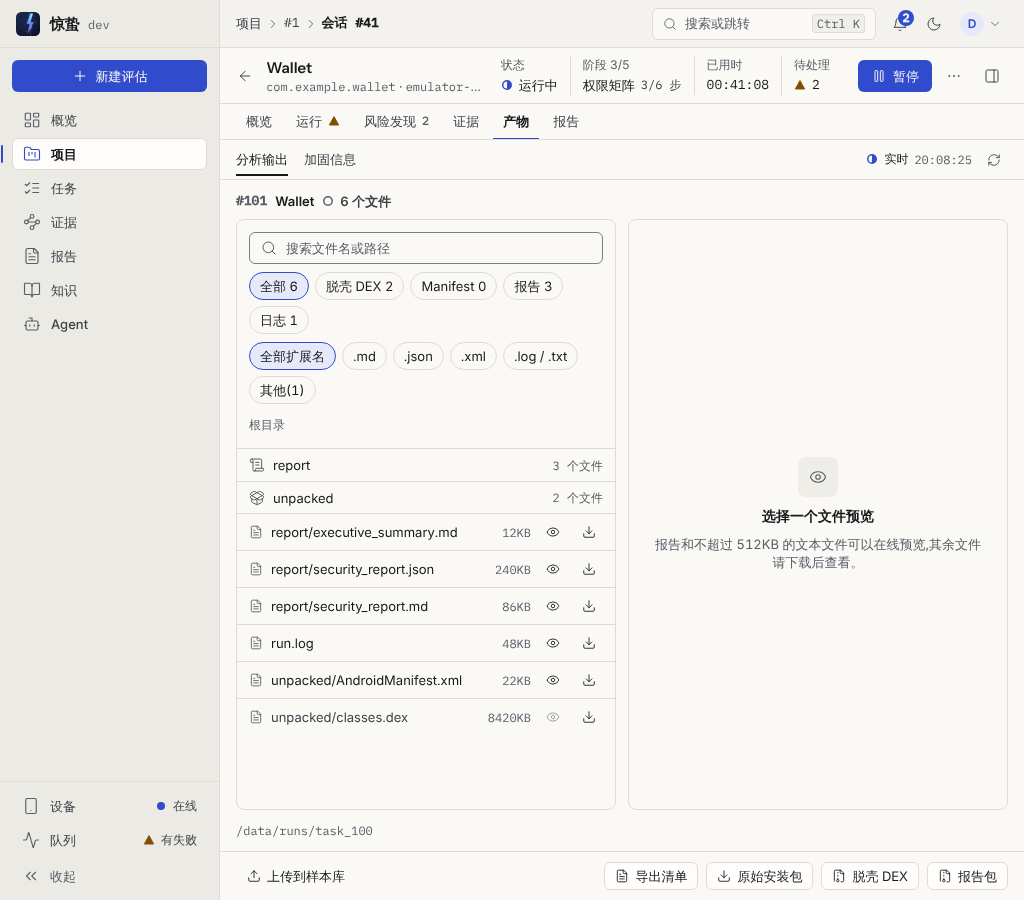 惊蛰 dev
项目 > #1 > 会话 #41
搜索或跳转 Ctrl K
2
D
新建评估
概览
项目
任务
证据
报告
知识
Agent
设备 在线
队列 有失败
收起
Wallet
com.example.wallet · emulator-…
状态
运行中
阶段 3/5
权限矩阵 3/6 步
已用时
00:41:08
待处理
2
暂停
概览 运行 风险发现 2 证据 产物 报告
分析输出 加固信息
实时 20:08:25
#101 Wallet 6 个文件
搜索文件名或路径
全部 6 脱壳 DEX 2 Manifest 0 报告 3
日志 1
全部扩展名 .md .json .xml .log / .txt
其他(1)
根目录
report 3 个文件
unpacked 2 个文件
report/executive_summary.md 12KB
report/security_report.json 240KB
report/security_report.md 86KB
run.log 48KB
unpacked/AndroidManifest.xml 22KB
unpacked/classes.dex 8420KB
选择一个文件预览
报告和不超过 512KB 的文本文件可以在线预览,其余文件
请下载后查看。
/data/runs/task_100
上传到样本库
导出清单 原始安装包 脱壳 DEX 报告包